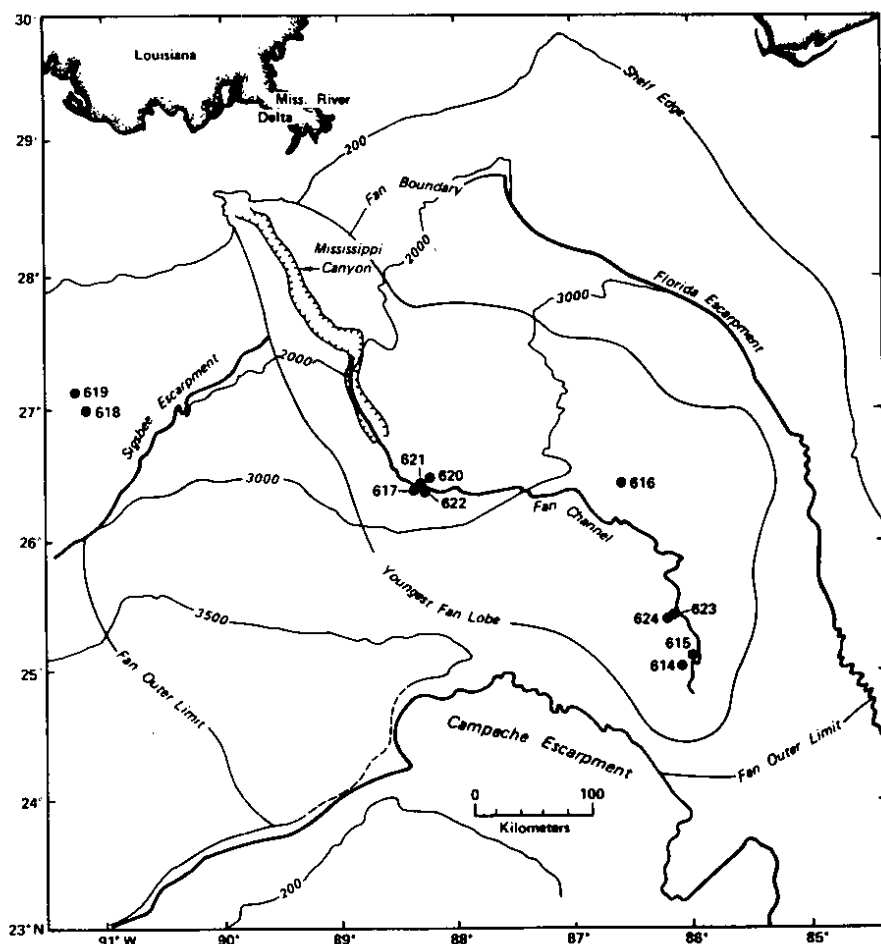 30
Louisiana
Miss. River
Delta
29°
200
Shelf Edge
Fan Boundary
2000
Mississippi
Canyon
28°
Florida Escarpment
3000
2000
619
618
27°
Sigsbee Escarpment
621
620
616
617
622
3000
Fan
Channel
26°
Youngest Fan Lobe
623
624
3500
615
25°
614
Fan Outer Limit
Campeche Escarpment
Fan Outer Limit
24°
0 100
Kilometers
200
23° N
91° W 90° 89° 88° 87° 86° 85°